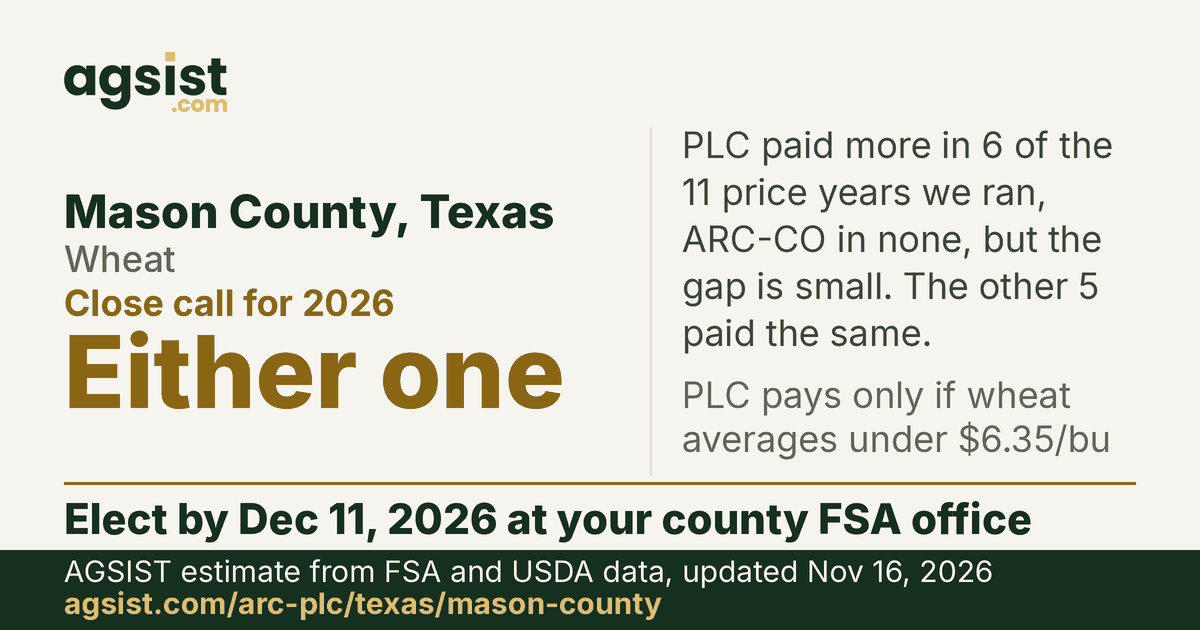 agsist
.com
Mason County, Texas
Wheat
Close call for 2026
Either one
PLC paid more in 6 of the
11 price years we ran,
ARC-CO in none, but the
gap is small. The other 5
paid the same.
PLC pays only if wheat
averages under $6.35/bu
Elect by Dec 11, 2026 at your county FSA office
AGSIST estimate from FSA and USDA data, updated Nov 16, 2026
agsist.com/arc-plc/texas/mason-county